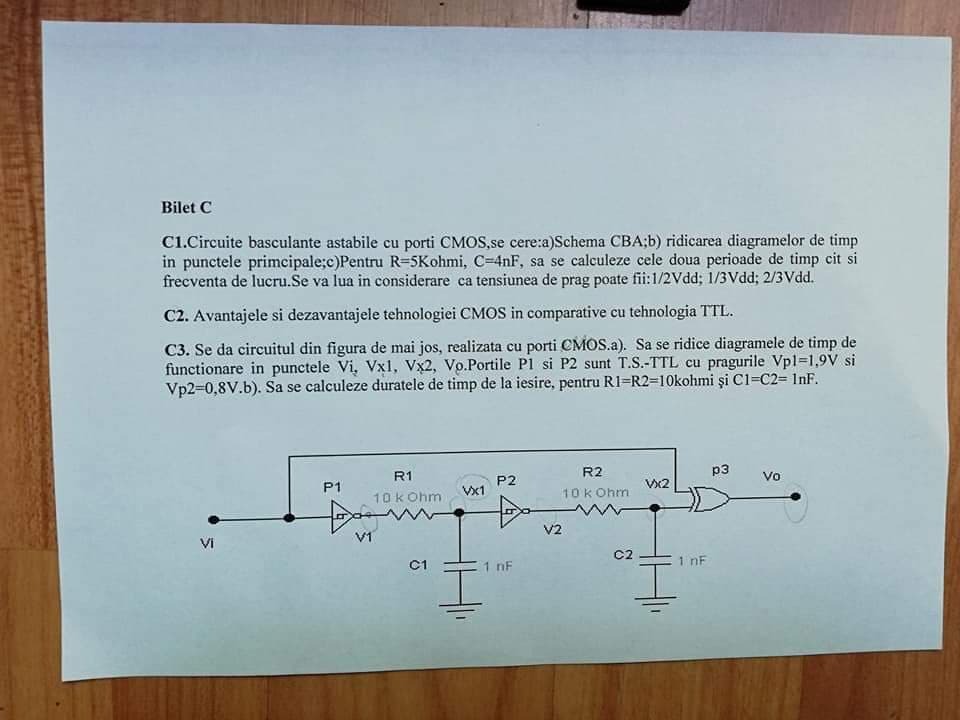 Bilet C
C1.Circuite basculante astabile cu porti CMOS,se cere:a)Schema CBA;b) ridicarea diagramelor de timp
in punctele primcipale;c)Pentru R=5Kohmi, C=4nF, sa se calculeze cele doua perioade de timp cit si
frecventa de lucru.Se va lua in considerare ca tensiunea de prag poate fii:1/2Vdd; 1/3Vdd; 2/3Vdd.
C2. Avantajele si dezavantajele tehnologiei CMOS in comparative cu tehnologia TTL.
C3. Se da circuitul din figura de mai jos, realizata cu porti CMOS.a). Sa se ridice diagramele de timp de
functionare in punctele Vi, Vx1, Vx2, Vo.Portile P1 si P2 sunt T.S.-TTL cu pragurile Vp1=1,9V si
Vp2=0,8V.b). Sa se calculeze duratele de timp de la iesire, pentru R1=R2=10kohmi şi C1=C2= 1nF.
P1
R1
10 k Ohm
Vx1
P2
R2
10 k Ohm
Vx2
p3
Vo
Vi
V1
V2
C1
1 nF
C2
1 nF